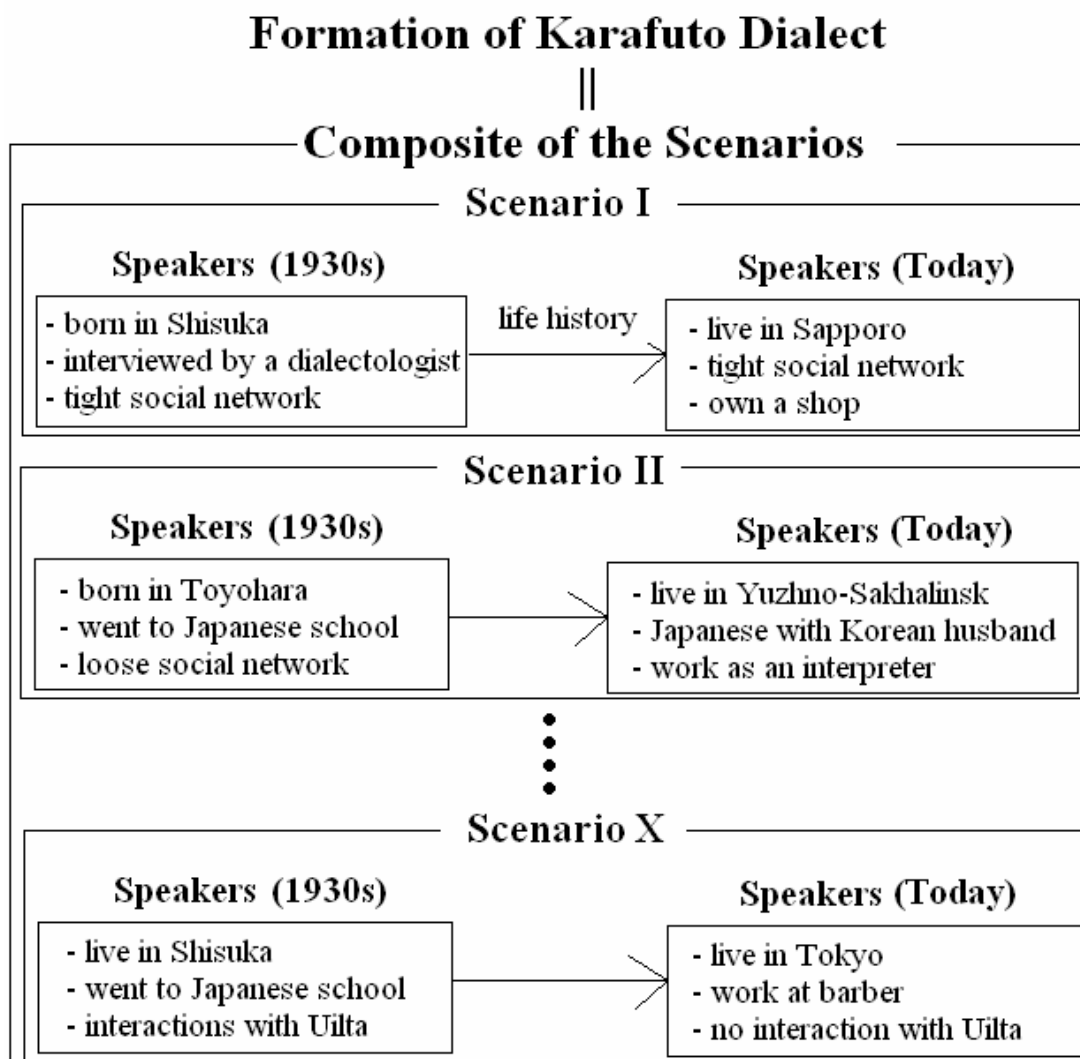 Formation of Karafuto Dialect
||
Composite of the Scenarios
Scenario I
Speakers (1930s)
- born in Shisuka
- interviewed by a dialectologist
- tight social network
life history
Speakers (Today)
- live in Sapporo
- tight social network
- own a shop
Scenario II
Speakers (1930s)
- born in Toyohara
- went to Japanese school
- loose social network
Speakers (Today)
- live in Yuzhno-Sakhalinsk
- Japanese with Korean husband
- work as an interpreter
Scenario X
Speakers (1930s)
- live in Shisuka
- went to Japanese school
- interactions with Uilta
Speakers (Today)
- live in Tokyo
- work at barber
- no interaction with Uilta